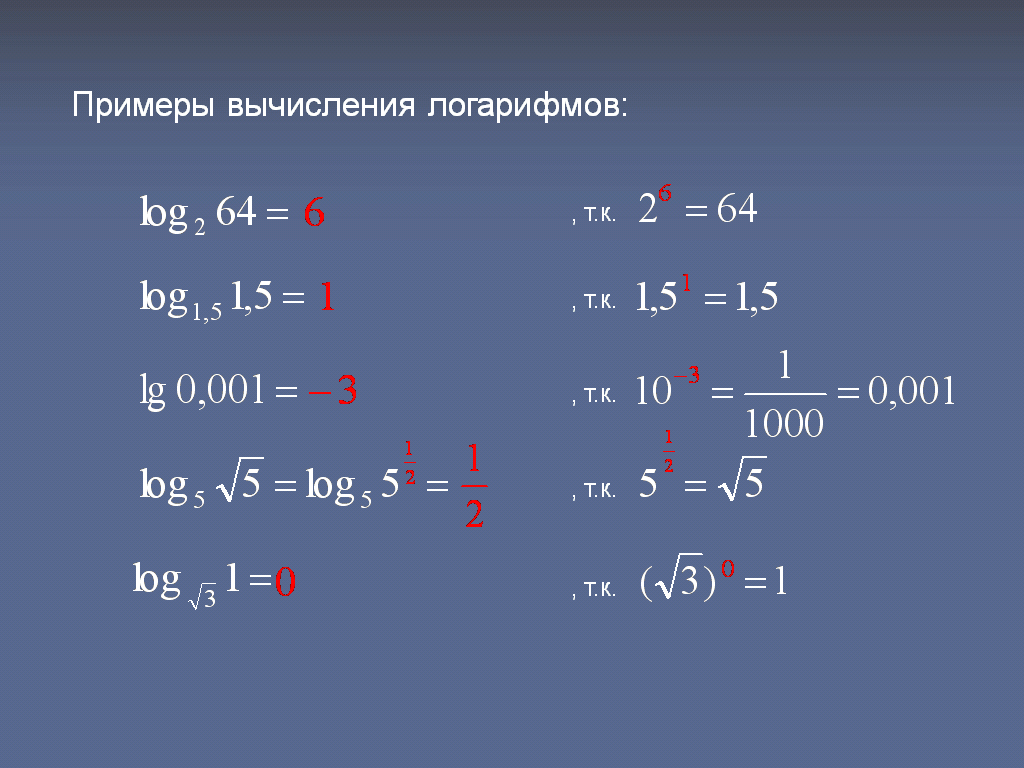 Примеры вычисления логарифмов:
log₂ 64 = 6 , т.к. 2⁶ = 64
log₁,₅ 1,5 = 1 , т.к. 1,5¹ = 1,5
lg 0,001 = −3 , т.к. 10⁻³ = 1/1000 = 0,001
log₅ √5 = log₅ 5^(1/2) = 1/2 , т.к. 5^(1/2) = √5
log_√3 1 = 0 , т.к. (√3)⁰ = 1